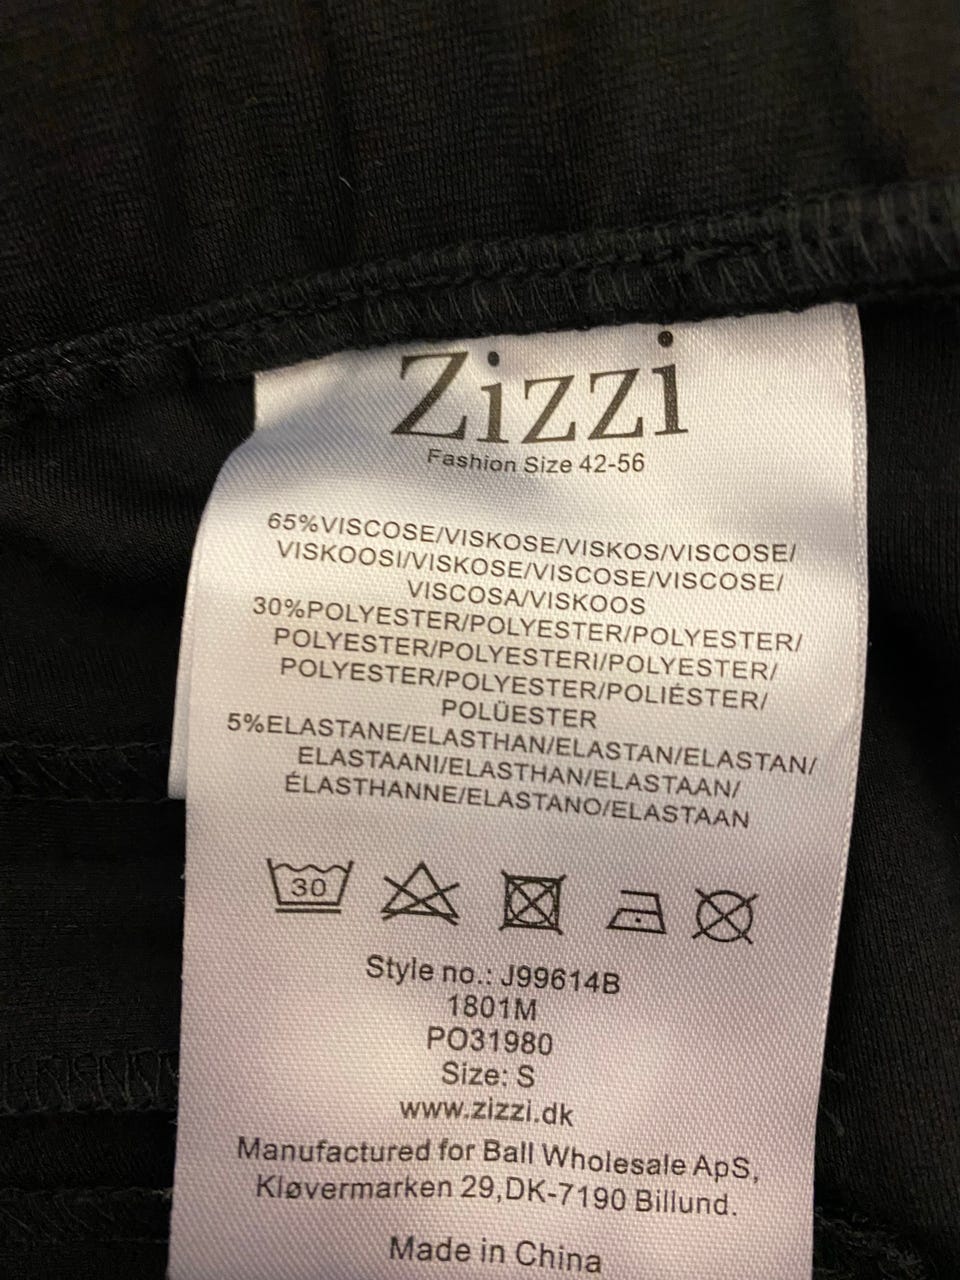 Zizzi
Fashion Size 42-56
65%VISCOSE/VISKOSE/VISKOS/VISCOSE/
VISKOOSI/VISKOSE/VISCOSE/VISCOSE/
VISCOSA/VISKOOS
30%POLYESTER/POLYESTER/POLYESTER/
POLYESTER/POLYESTERI/POLYESTER/
POLYESTER/POLYESTER/POLIÉSTER/
POLÜESTER
5%ELASTANE/ELASTHAN/ELASTAN/ELASTAN/
ELASTAANI/ELASTHAN/ELASTAAN/
ÉLASTHANNE/ELASTANO/ELASTAAN
30
Style no.: J99614B
1801M
PO31980
Size: S
www.zizzi.dk
Manufactured for Ball Wholesale ApS,
Kløvermarken 29,DK-7190 Billund.
Made in China